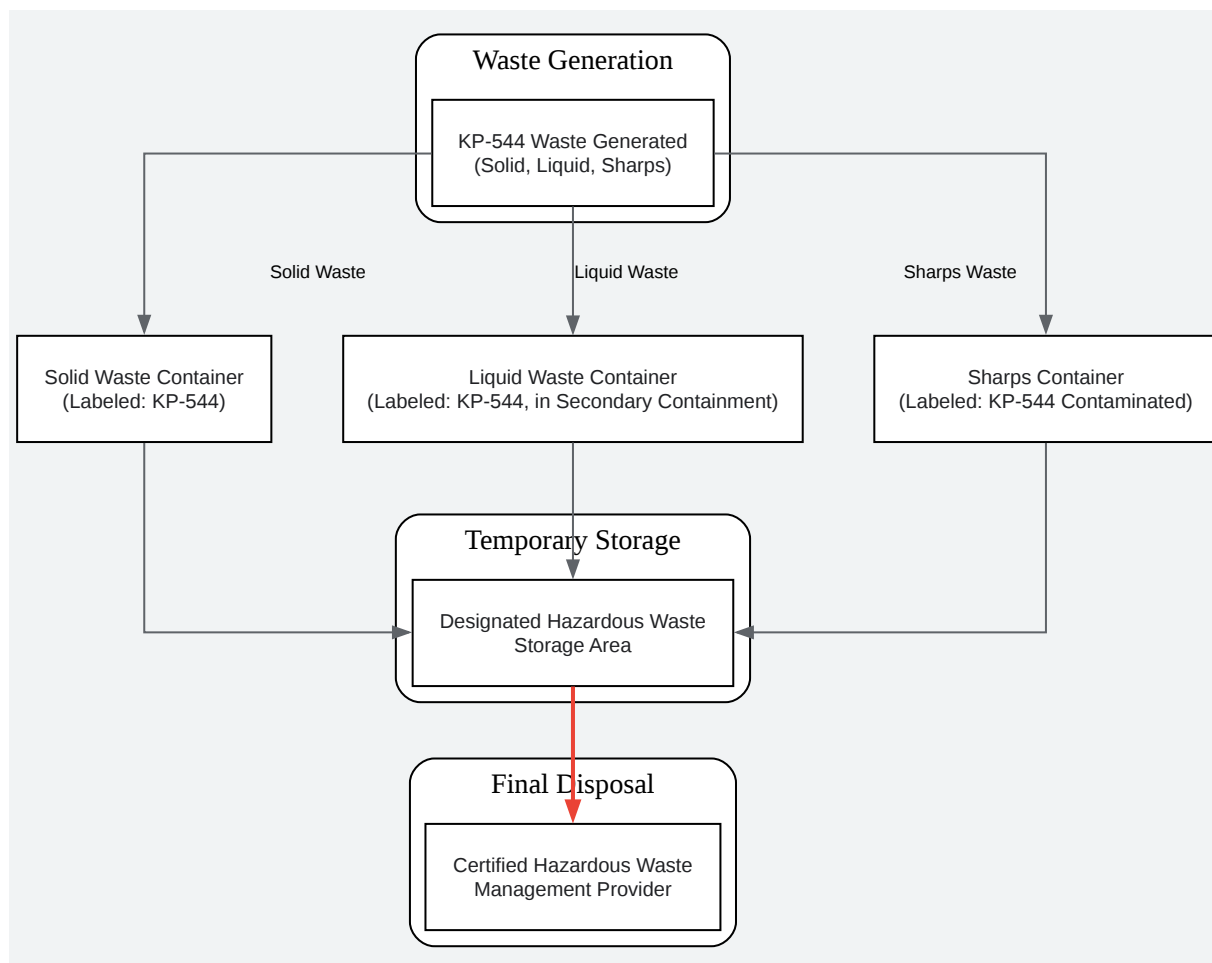 Waste Generation
KP-544 Waste Generated
(Solid, Liquid, Sharps)
Solid Waste
Liquid Waste
Sharps Waste
Solid Waste Container
(Labeled: KP-544)
Liquid Waste Container
(Labeled: KP-544, in Secondary Containment)
Sharps Container
(Labeled: KP-544 Contaminated)
Temporary Storage
Designated Hazardous Waste
Storage Area
Final Disposal
Certified Hazardous Waste
Management Provider